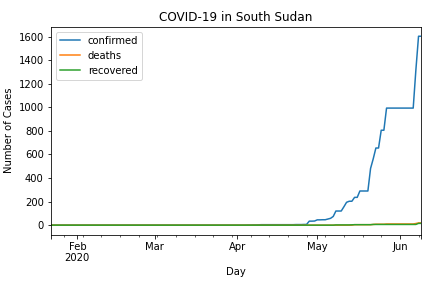 COVID-19 in South Sudan
confirmed
deaths
recovered
Number of Cases
1600
1400
1200
1000
800
600
400
200
0
Feb
2020
Mar
Apr
May
Jun
Day